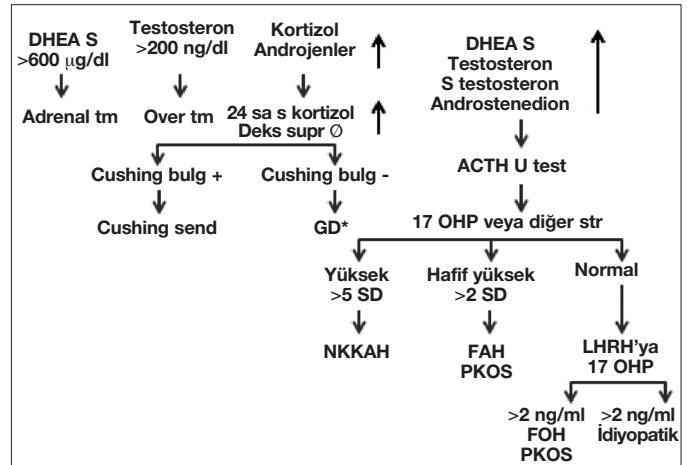 DHEA S
>600 µg/dl
Testosteron
>200 ng/dl
Kortizol
Androjenler
DHEA S
Testosteron
S testosteron
Androstenedion
Adrenal tm
Over tm
24 sa s kortizol
Deks supr Ø
Cushing bulg +
Cushing bulg -
ACTH U test
Cushing send
GD*
17 OHP veya diğer str
Yüksek
>5 SD
Hafif yüksek
>2 SD
Normal
NKKAH
FAH
PKOS
LHRH'ya
17 OHP
>2 ng/ml
FOH
PKOS
>2 ng/ml
İdiyopatik